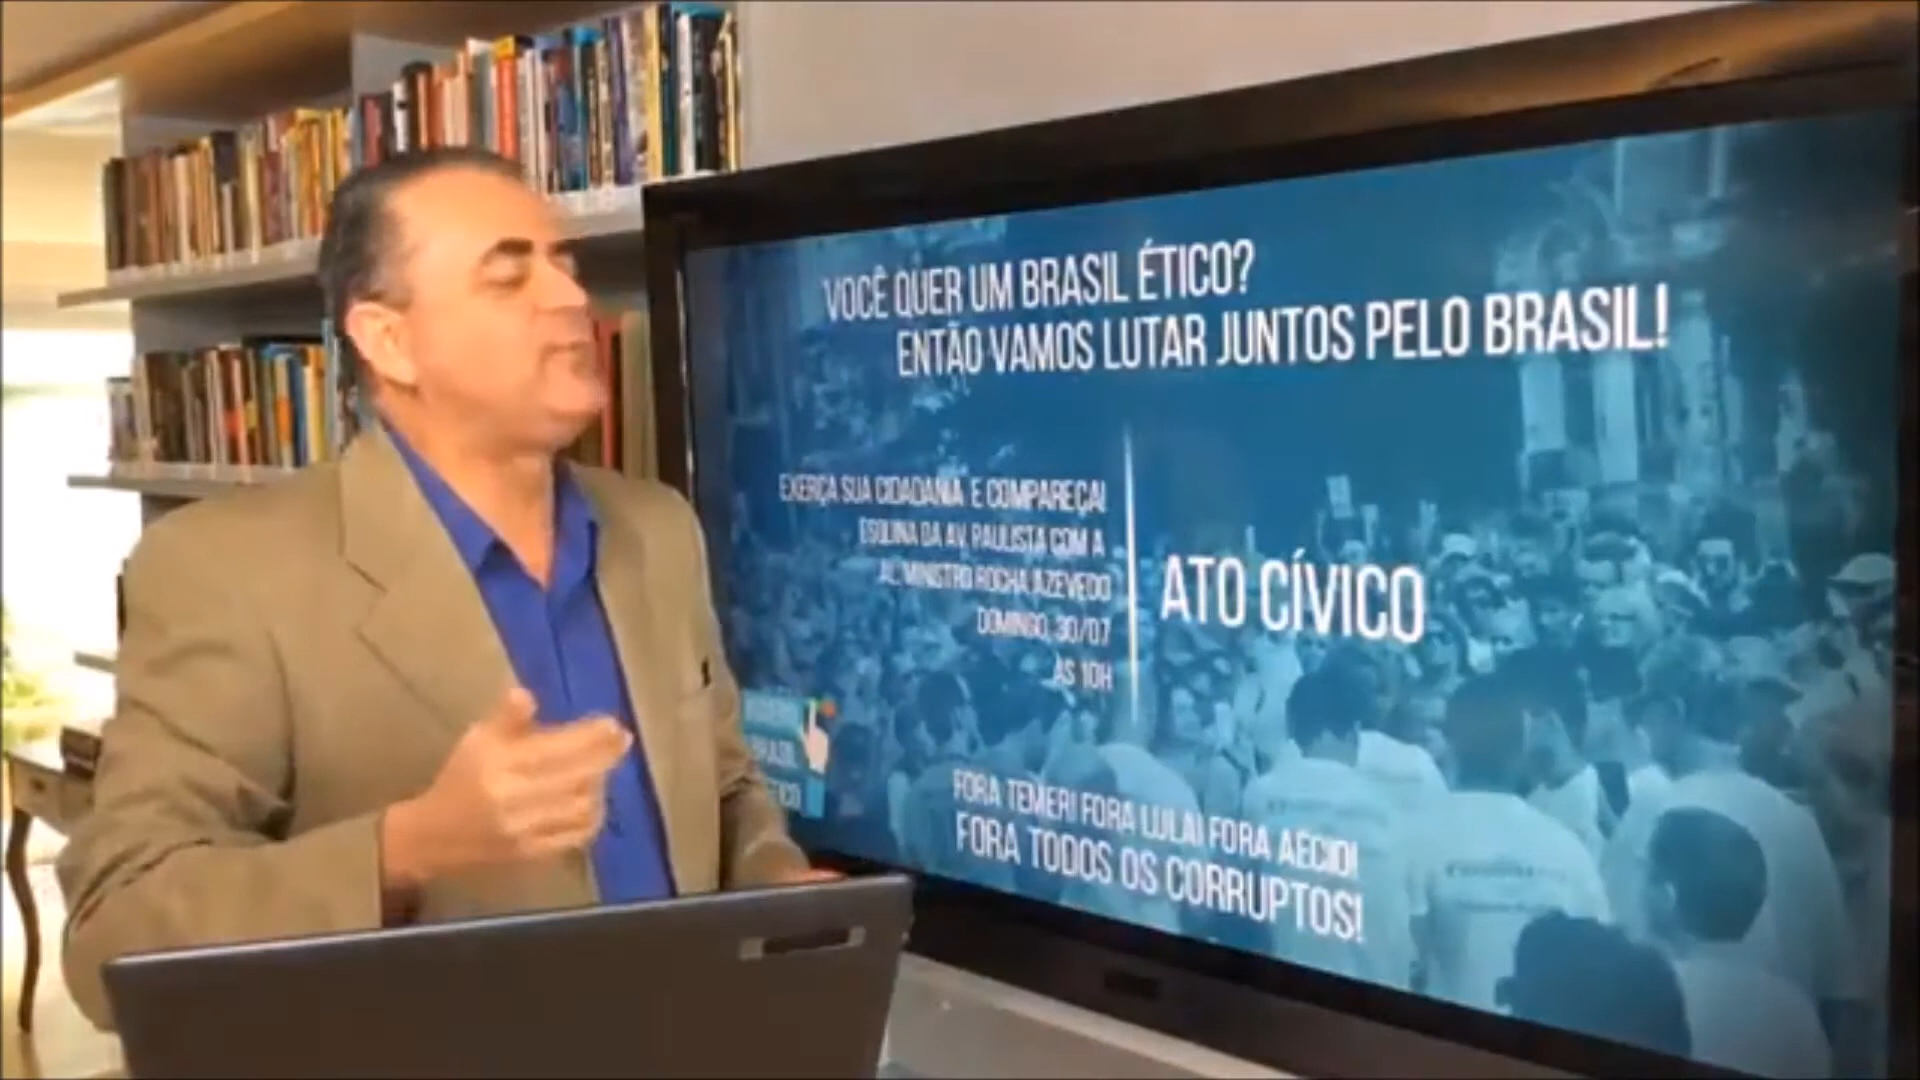 VOCÊ QUER UM BRASIL ÉTICO?
ENTÃO VAMOS LUTAR JUNTOS PELO BRASIL!
EXERÇA SUA CIDADANIA E COMPAREÇA!
ESQUINA DA AV. PAULISTA COM A
AL. MINISTRO ROCHA AZEVEDO
DOMINGO, 30/07
ÀS 10H
ATO CÍVICO
BRASIL
FORA TEMER! FORA LULA! FORA AÉCIO!
FORA TODOS OS CORRUPTOS!